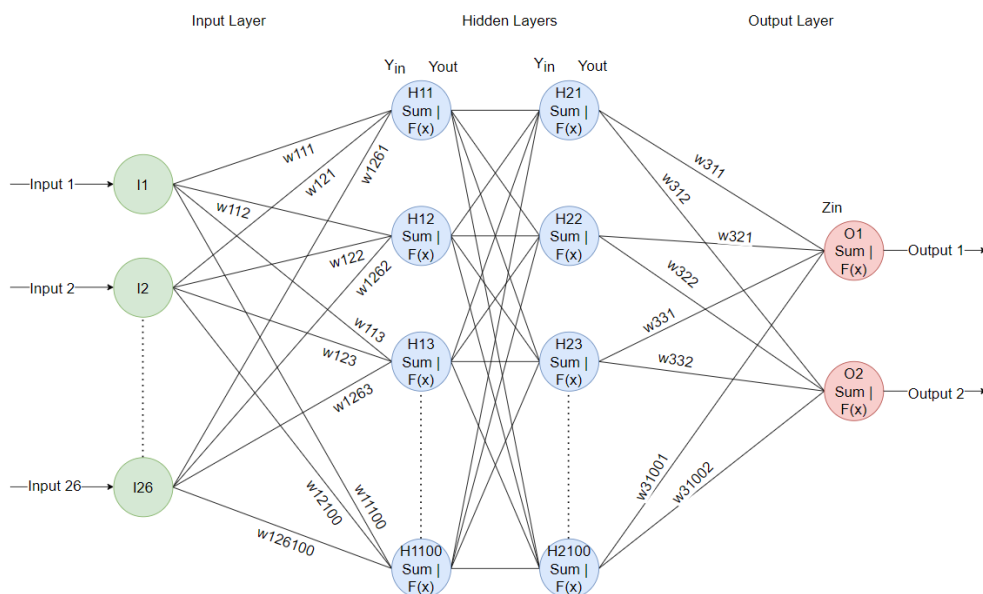 Input Layer
Hidden Layers
Output Layer
Yin Yout
Yin Yout
H11
Sum |
F(x)
H21
Sum |
F(x)
w111
w121
w1261
w311
w312
Input 1
I1
w112
H12
Sum |
F(x)
H22
Sum |
F(x)
Zin
O1
Sum |
F(x)
Output 1
w321
w122
w1262
w322
Input 2
I2
w113
w123
w1263
H13
Sum |
F(x)
H23
Sum |
F(x)
w331
w332
O2
Sum |
F(x)
Output 2
Input 26
I26
w12100
w11100
w126100
w31001
w31002
H1100
Sum |
F(x)
H2100
Sum |
F(x)